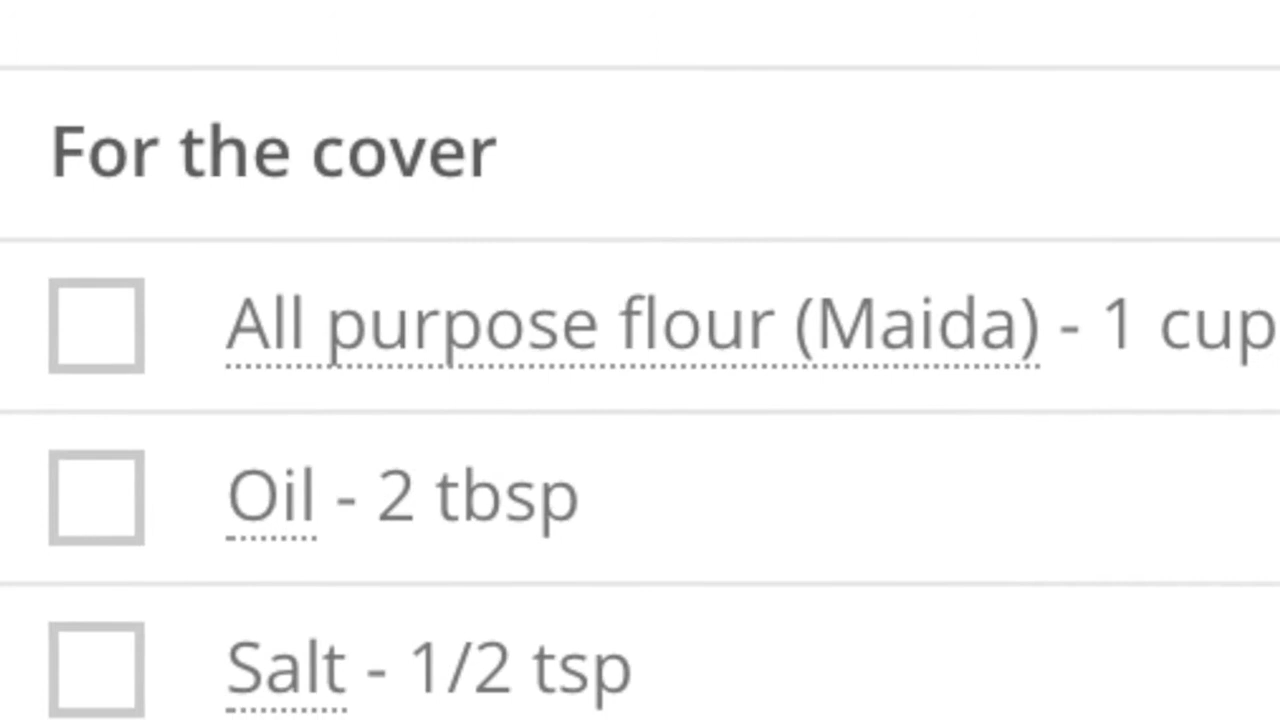 For the cover
All purpose flour (Maida) - 1 cup
Oil - 2 tbsp
Salt - 1/2 tsp